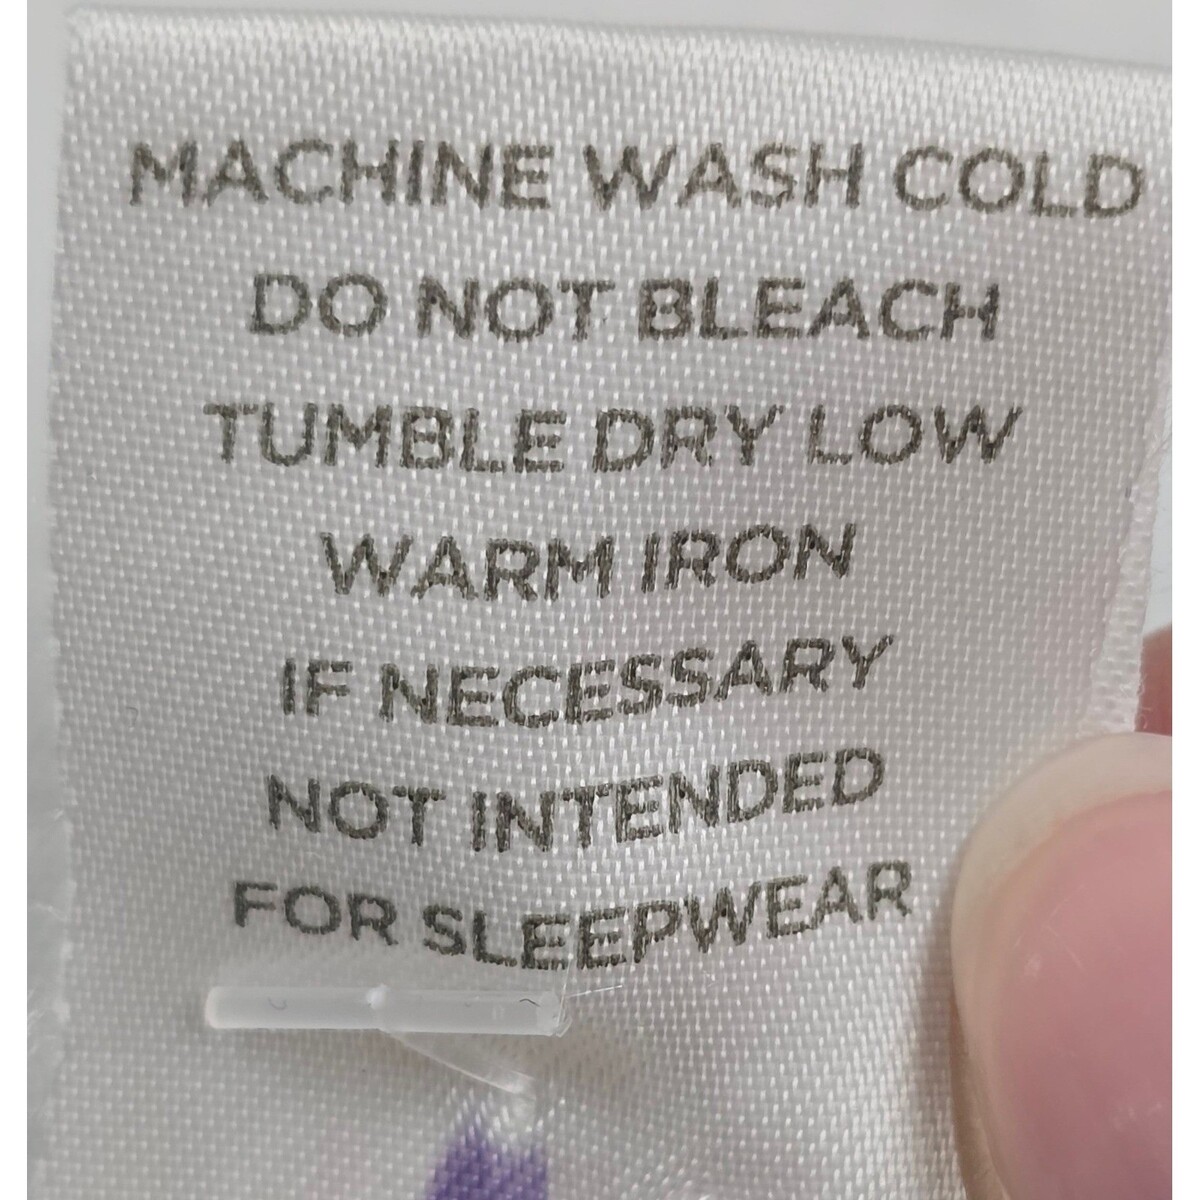 MACHINE WASH COLD
DO NOT BLEACH
TUMBLE DRY LOW
WARM IRON
IF NECESSARY
NOT INTENDED
FOR SLEEPWEAR